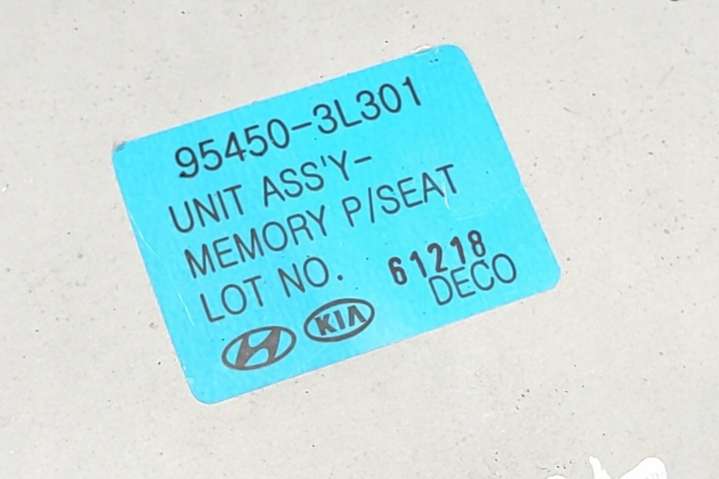 95450-3L301
UNIT ASS'Y-
MEMORY P/SEAT
LOT NO. 61218
DECO
KIA